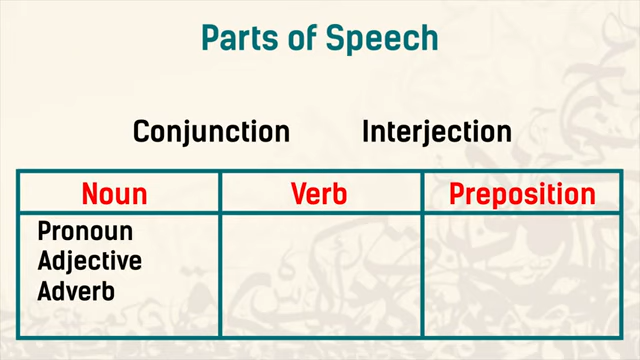 Parts of Speech
Conjunction Interjection
Noun Verb Preposition
Pronoun
Adjective
Adverb